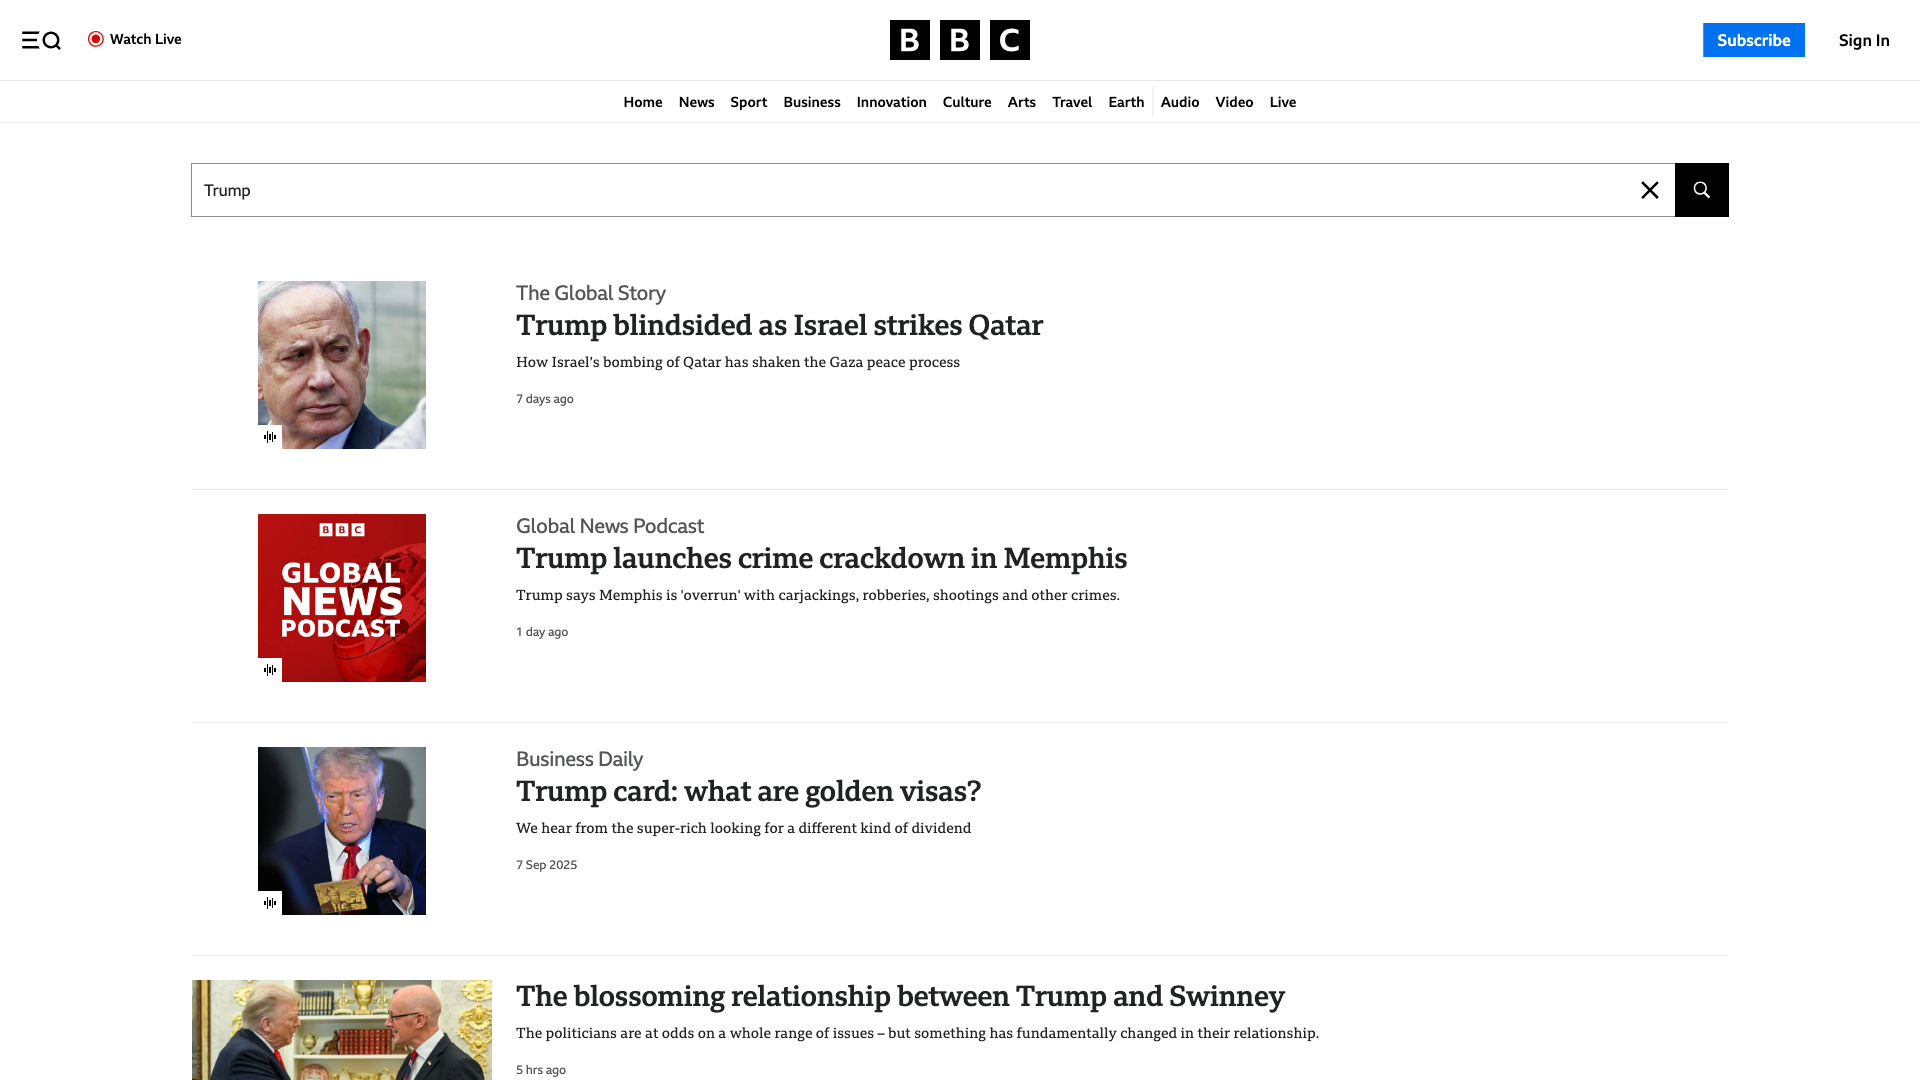 Watch Live
BBC
Subscribe
Sign In
Home News Sport Business Innovation Culture Arts Travel Earth Audio Video Live
Trump
The Global Story
Trump blindsided as Israel strikes Qatar
How Israel’s bombing of Qatar has shaken the Gaza peace process
7 days ago
BBC
GLOBAL
NEWS
PODCAST
Global News Podcast
Trump launches crime crackdown in Memphis
Trump says Memphis is 'overrun' with carjackings, robberies, shootings and other crimes.
1 day ago
Business Daily
Trump card: what are golden visas?
We hear from the super-rich looking for a different kind of dividend
7 Sep 2025
The blossoming relationship between Trump and Swinney
The politicians are at odds on a whole range of issues – but something has fundamentally changed in their relationship.
5 hrs ago